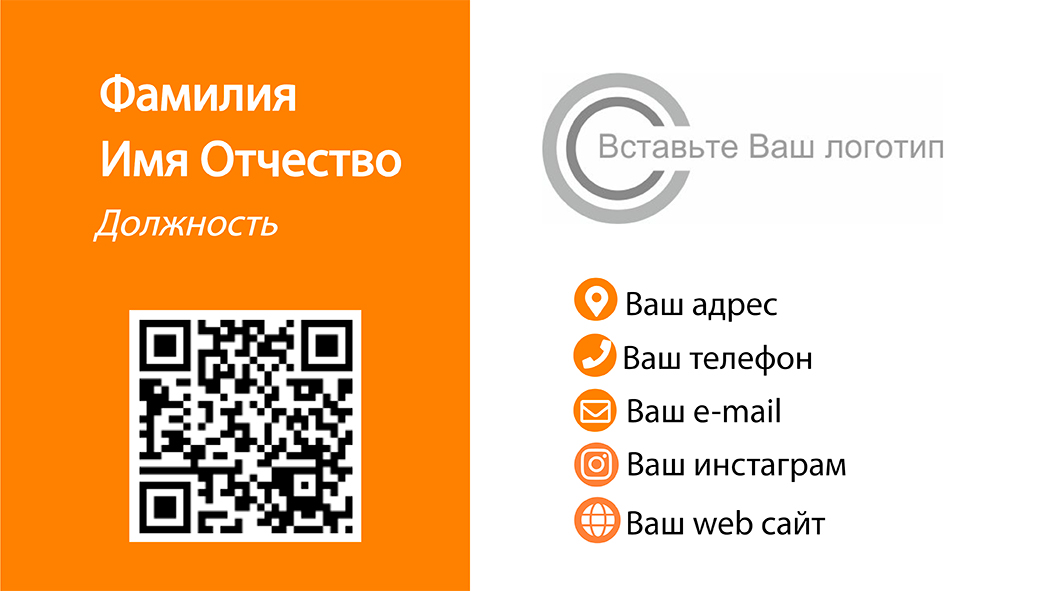 Фамилия
Имя Отчество
Должность
Вставьте Ваш логотип
Ваш адрес
Ваш телефон
Ваш e-mail
Ваш инстаграм
Ваш web сайт